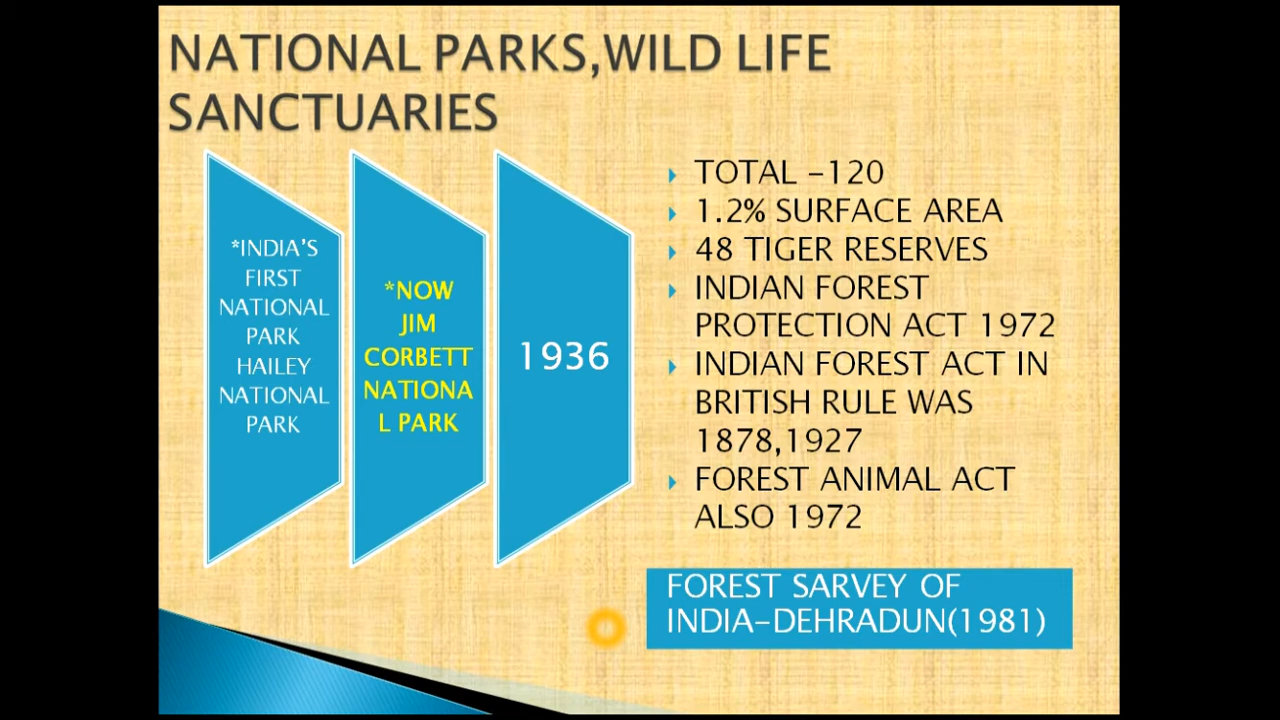 NATIONAL PARKS,WILD LIFE
SANCTUARIES
*INDIA'S
FIRST
NATIONAL
PARK
HAILEY
NATIONAL
PARK
*NOW
JIM
CORBETT
NATIONA
L PARK
1936
TOTAL -120
1.2% SURFACE AREA
48 TIGER RESERVES
INDIAN FOREST
PROTECTION ACT 1972
INDIAN FOREST ACT IN
BRITISH RULE WAS
1878,1927
FOREST ANIMAL ACT
ALSO 1972
FOREST SARVEY OF
INDIA-DEHRADUN(1981)